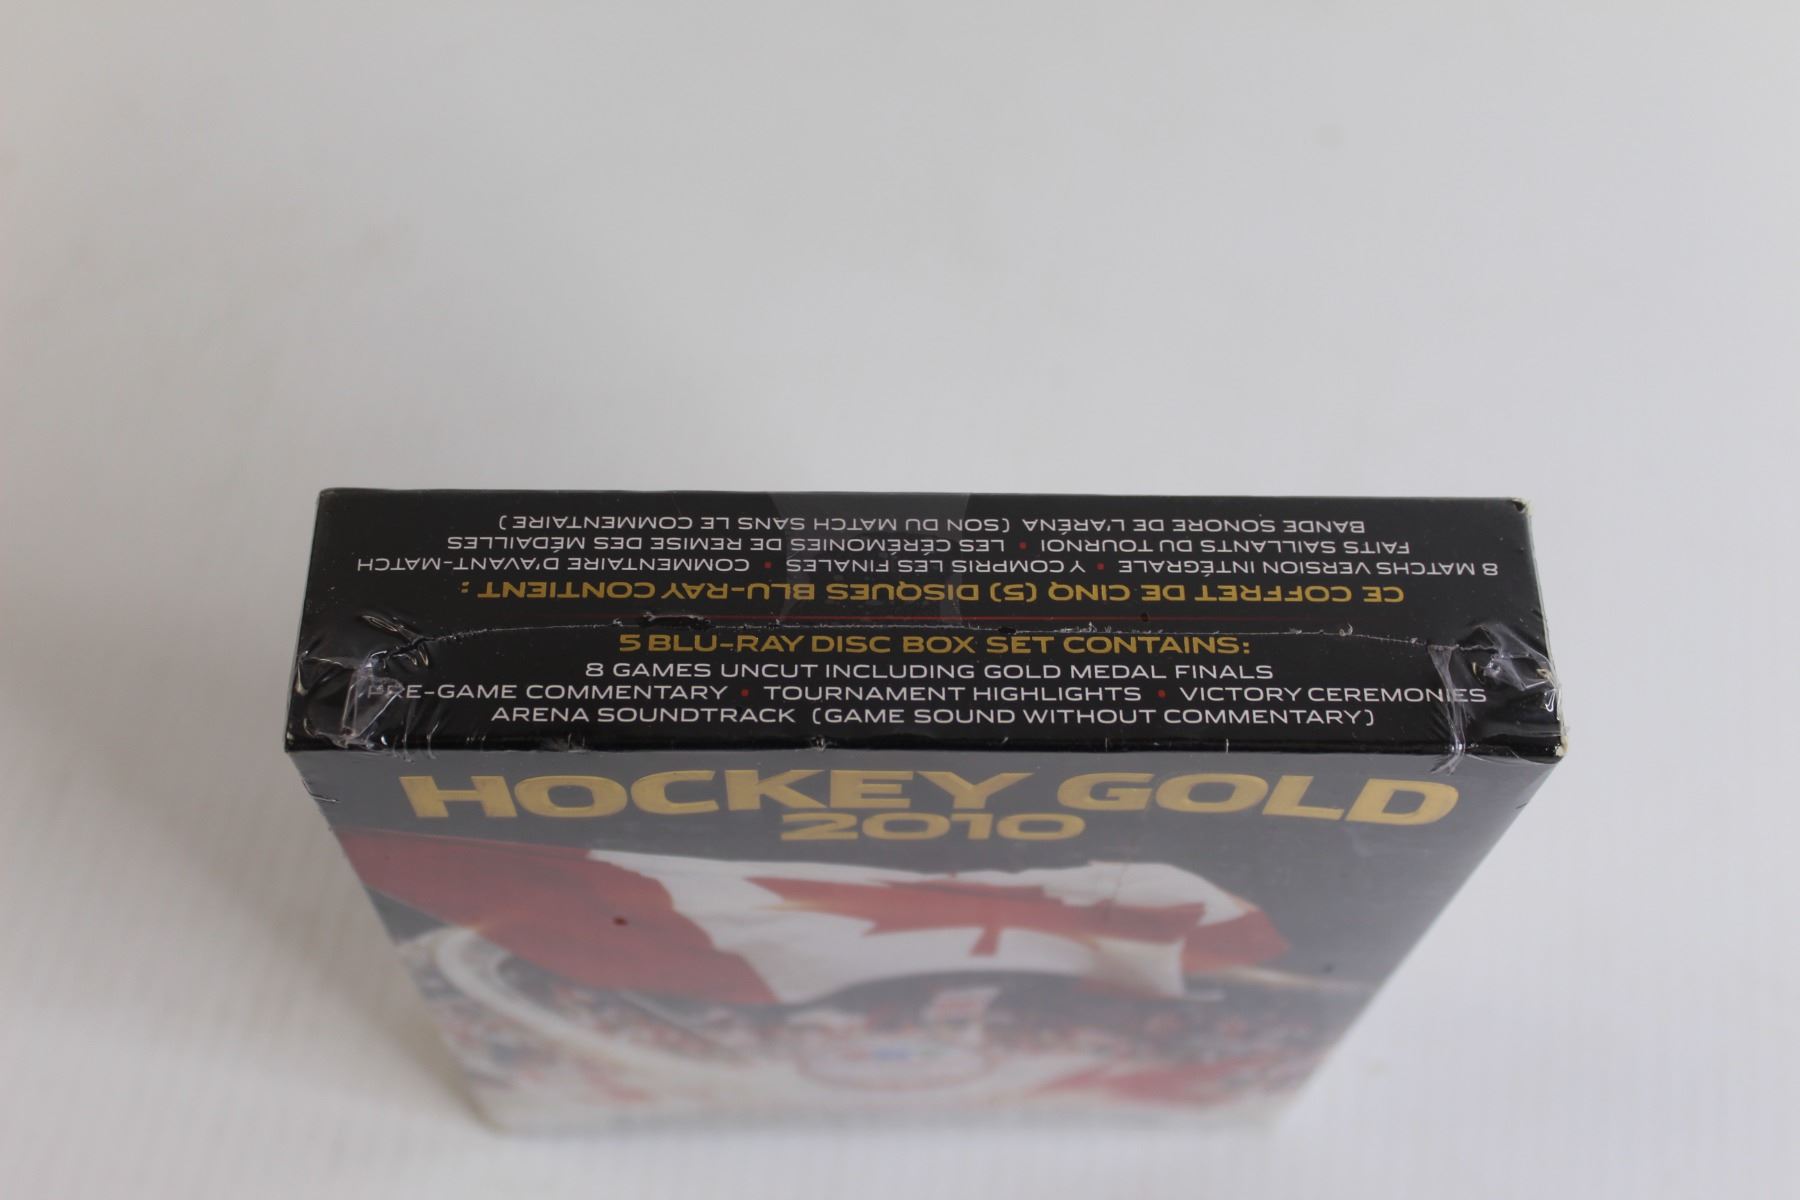 CE COFFRET DE CINQ (5) DISQUES BLU-RAY CONTIENT :
8 MATCHS VERSION INTÉGRALE • Y COMPRIS LES FINALES • COMMENTAIRE D'AVANT-MATCH
FAITS SAILLANTS DU TOURNOI • LES CÉRÉMONIES DE REMISE DES MÉDAILLES
BANDE SONORE DE L'ARÉNA (SON DU MATCH SANS LE COMMENTAIRE)
5 BLU-RAY DISC BOX SET CONTAINS:
8 GAMES UNCUT INCLUDING GOLD MEDAL FINALS
PRE-GAME COMMENTARY • TOURNAMENT HIGHLIGHTS • VICTORY CEREMONIES
ARENA SOUNDTRACK (GAME SOUND WITHOUT COMMENTARY)
HOCKEY GOLD
2010